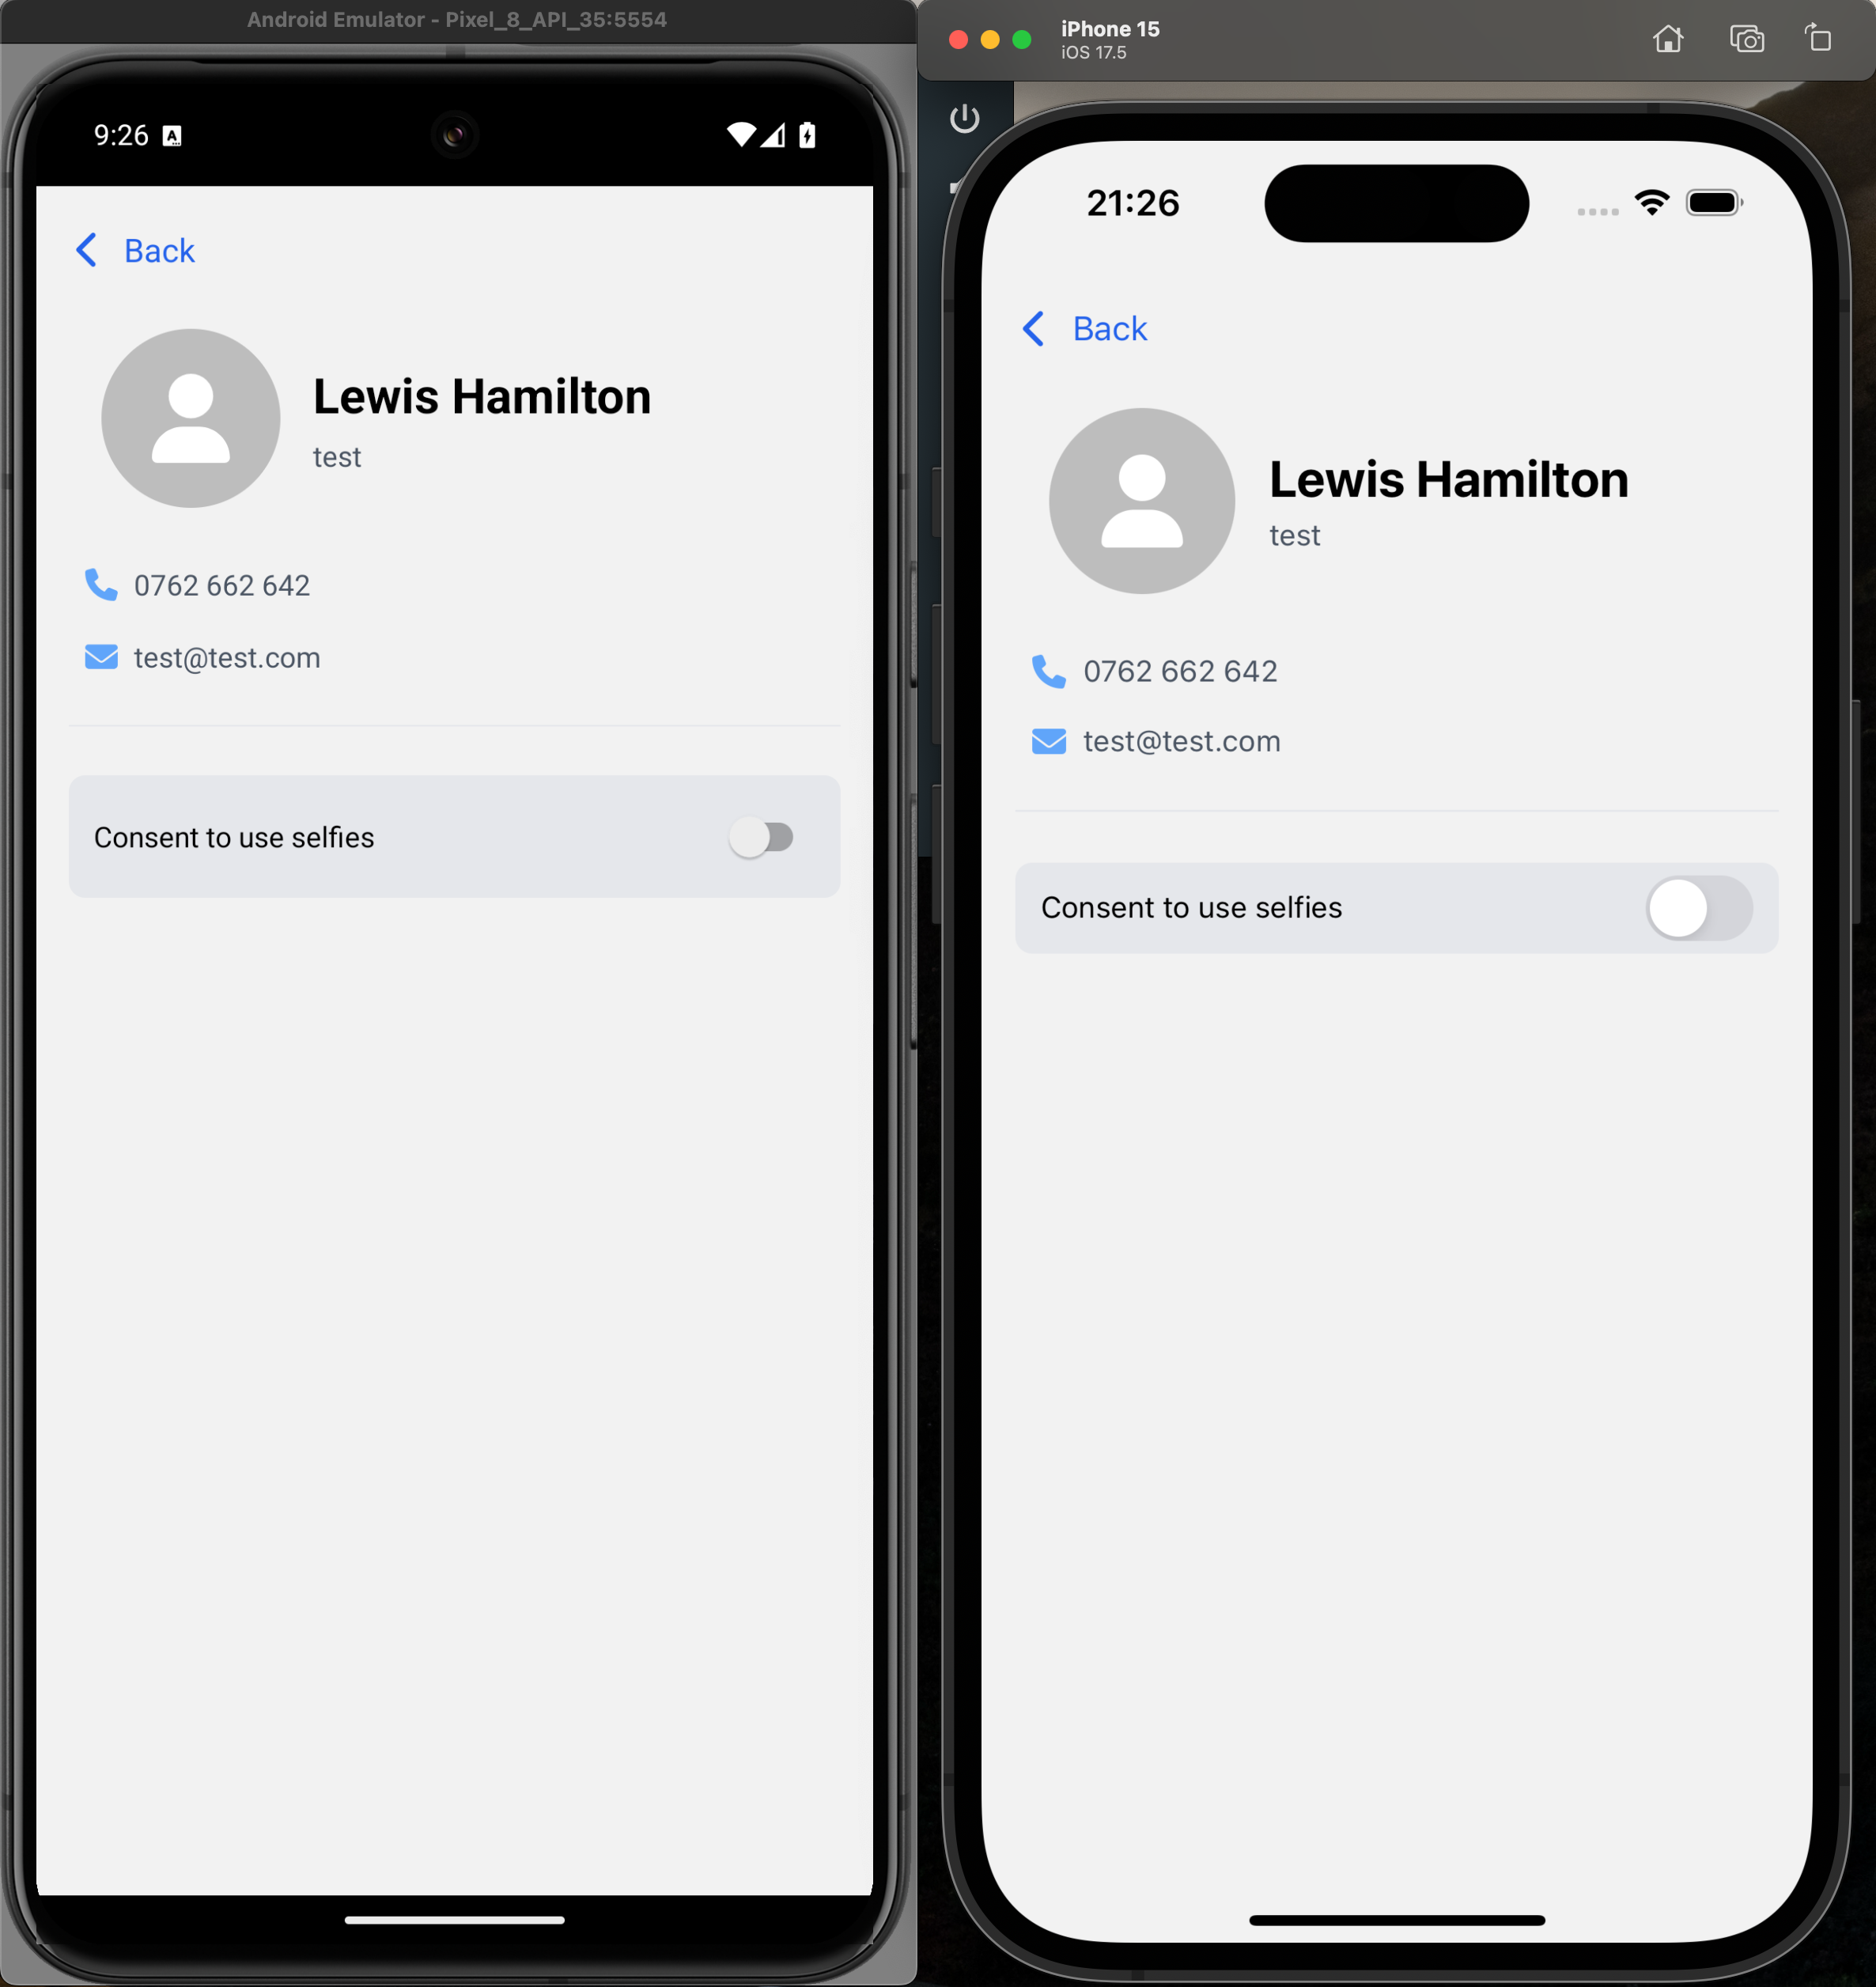 Android Emulator - Pixel_8_API_35:5554
9:26
A
Back
Lewis Hamilton
test
0762 662 642
test@test.com
Consent to use selfies
iPhone 15
iOS 17.5
21:26
Back
Lewis Hamilton
test
0762 662 642
test@test.com
Consent to use selfies